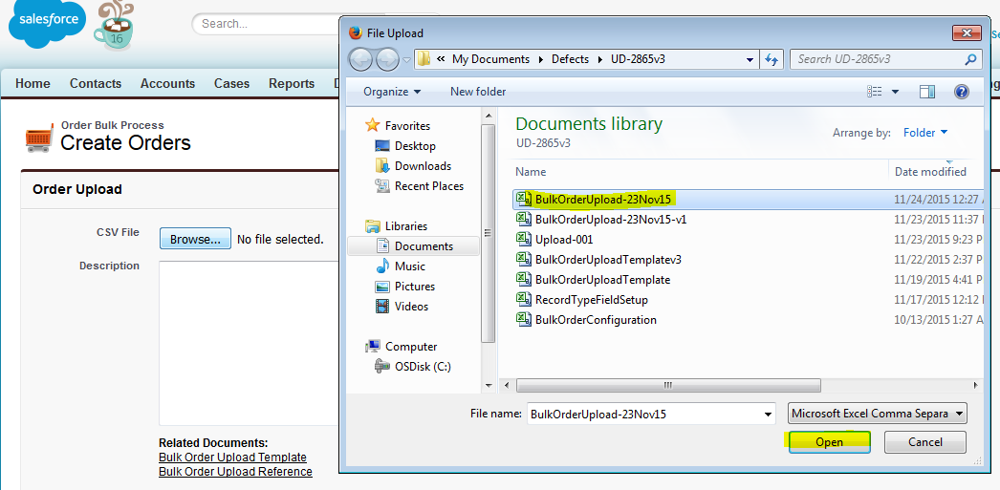 salesforce
16
Search...
Home Contacts Accounts Cases Reports
Order Bulk Process
Create Orders
Order Upload
CSV File
Browse... No file selected.
Description
Related Documents:
Bulk Order Upload Template
Bulk Order Upload Reference
File Upload
« My Documents Defects UD-2865v3
Search UD-2865v3
Organize New folder
Favorites
Desktop
Downloads
Recent Places
Libraries
Documents
Music
Pictures
Videos
Computer
OSDisk (C:)
Documents library
UD-2865v3
Arrange by: Folder
Name Date modified
BulkOrderUpload-23Nov15 11/24/2015 12:27
BulkOrderUpload-23Nov15-v1 11/23/2015 11:37
Upload-001 11/23/2015 9:23 P
BulkOrderUploadTemplatev3 11/22/2015 2:37 P
BulkOrderUploadTemplate 11/19/2015 4:41 P
RecordTypeFieldSetup 11/17/2015 12:12
BulkOrderConfiguration 10/13/2015 1:27 A
File name: BulkOrderUpload-23Nov15 Microsoft Excel Comma Separa
Open Cancel